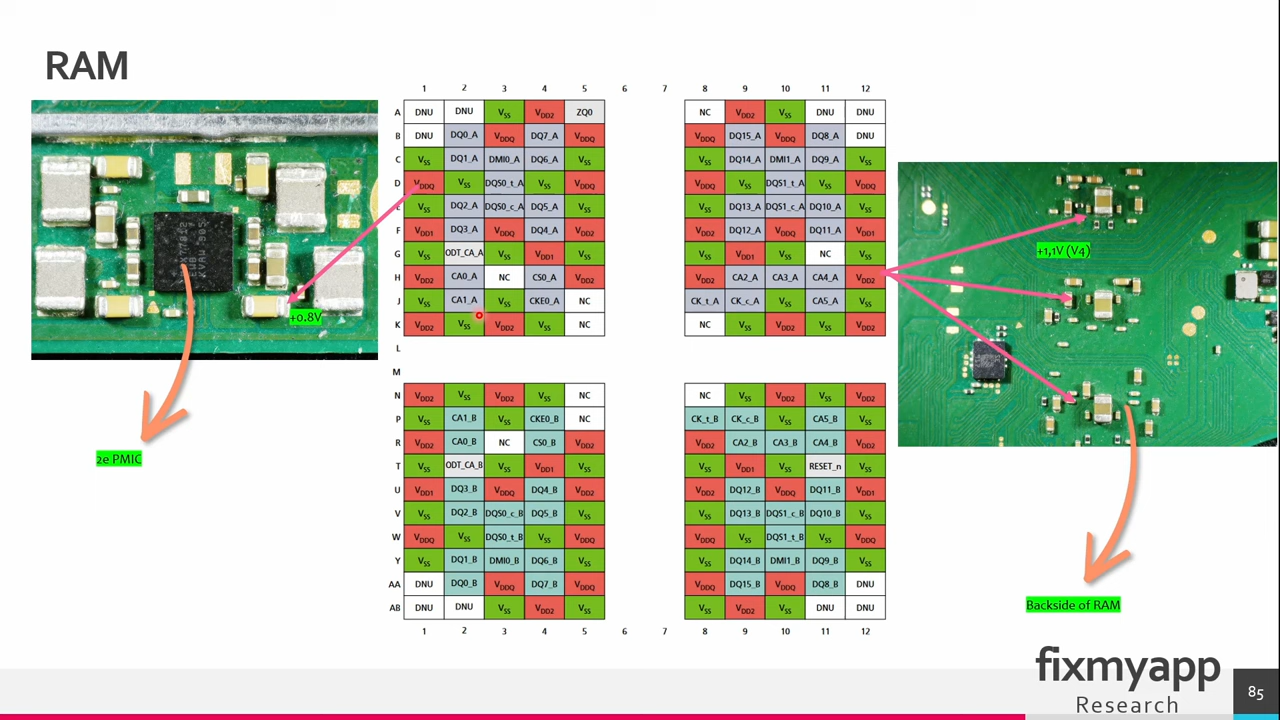 RAM
1 2 3 4 5 6 7 8 9 10 11 12
A DNU DNU VSS VDD2 ZQ0 NC VDD2 VSS DNU DNU
B DNU DQ0_A VDDQ DQ7_A VDDQ VDDQ DQ15_A VDDQ DQ8_A DNU
C VSS DQ1_A DMI0_A DQ6_A VSS VSS DQ14_A DMI1_A DQ9_A VSS
D VDDQ VSS DQS0_t_A VSS VDDQ VDDQ VSS DQS1_t_A VSS VDDQ
E VSS DQ2_A DQS0_c_A DQ5_A VSS VSS DQ13_A DQS1_c_A DQ10_A VSS
F VDD1 DQ3_A VDDQ DQ4_A VDD2 VDD2 DQ12_A VDDQ DQ11_A VDD1
G VSS ODT_CA_A VSS VDD1 VSS VSS VDD1 VSS NC VSS
H VDD2 CA0_A NC CS0_A VDD2 VDD2 CA2_A CA3_A CA4_A VDD2
J VSS CA1_A VSS CKE0_A NC CK_t_A CK_c_A VSS CA5_A VSS
K VDD2 VSS VDD2 VSS NC NC VSS VDD2 VSS VDD2
L
M
N VDD2 VSS VDD2 VSS NC NC VSS VDD2 VSS VDD2
P VSS CA1_B VSS CKE0_B NC CK_t_B CK_c_B VSS CA5_B VSS
R VDD2 CA0_B NC CS0_B VDD2 VDD2 CA2_B CA3_B CA4_B VDD2
T VSS ODT_CA_B VSS VDD1 VSS VSS VDD1 VSS RESET_n VSS
U VDD1 DQ3_B VDDQ DQ4_B VDD2 VDD2 DQ12_B VDDQ DQ11_B VDD1
V VSS DQ2_B DQS0_c_B DQ5_B VSS VSS DQ13_B DQS1_c_B DQ10_B VSS
W VDDQ VSS DQS0_t_B VSS VDDQ VDDQ VSS DQS1_t_B VSS VDDQ
Y VSS DQ1_B DMI0_B DQ6_B VSS VSS DQ14_B DMI1_B DQ9_B VSS
AA DNU DQ0_B VDDQ DQ7_B VDDQ VDDQ DQ15_B VDDQ DQ8_B DNU
AB DNU DNU VSS VDD2 VSS VSS VDD2 VSS DNU DNU
1 2 3 4 5 6 7 8 9 10 11 12
+0.8V
2e PMIC
+1,1V (V4)
Backside of RAM
fixmyapp
Research
85